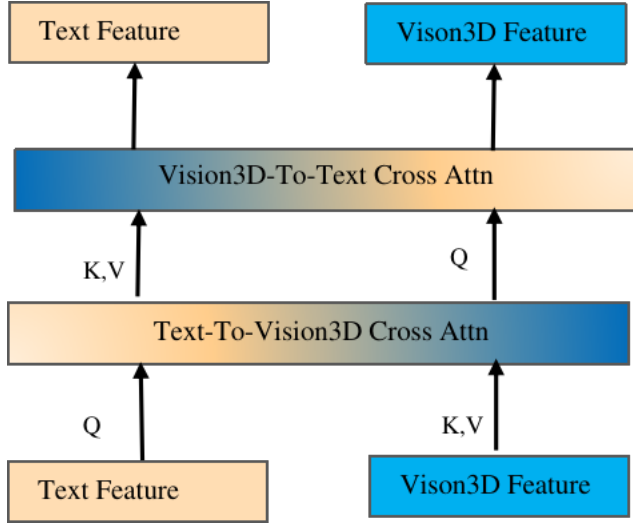 Text Feature
Vison3D Feature
Vision3D-To-Text Cross Attn
K,V
Q
Text-To-Vision3D Cross Attn
Q
K,V
Text Feature
Vison3D Feature